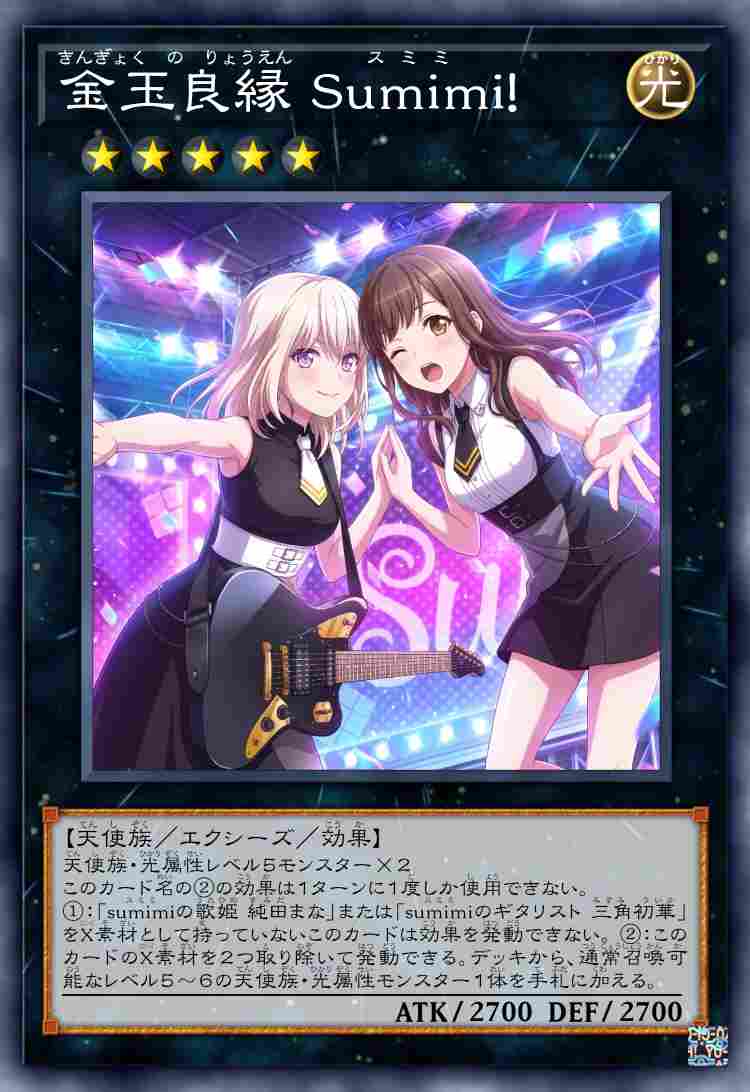 きんぎょく の りょうえん スミミ
金玉良縁 Sumimi!
ひかり
光
Su
【天使族／エクシーズ／効果】
天使族・光属性レベル5モンスター×2
このカード名の②の効果は1ターンに1度しか使用できない。
①：「sumimiの歌姫 純田まな」または「sumimiのギタリスト 三角初華」
をX素材として持っていないこのカードは効果を発動できない。②：この
カードのX素材を2つ取り除いて発動できる。デッキから、通常召喚可
能なレベル5～6の天使族・光属性モンスター1体を手札に加える。
ATK/2700 DEF/2700